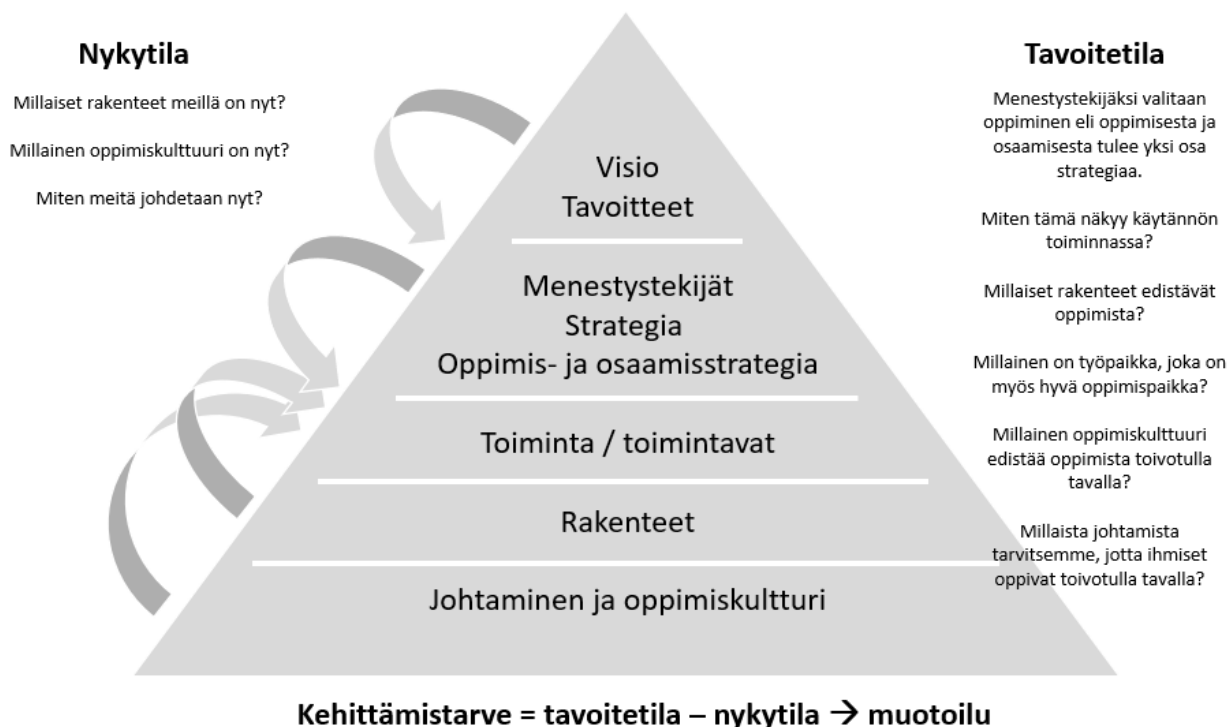 Nykytila
Millaiset rakenteet meillä on nyt?
Millainen oppimiskulttuuri on nyt?
Miten meitä johdetaan nyt?
Visio
Tavoitteet
Menestystekijät
Strategia
Oppimis- ja osaamisstrategia
Toiminta / toimintavat
Rakenteet
Johtaminen ja oppimiskultturi
Tavoitetila
Menestystekijäksi valitaan
oppiminen eli oppimisesta ja
osaamisesta tulee yksi osa
strategiaa.
Miten tämä näkyy käytännön
toiminnassa?
Millaiset rakenteet edistävät
oppimista?
Millainen on työpaikka, joka on
myös hyvä oppimispaikka?
Millainen oppimiskulttuuri
edistää oppimista toivotulla
tavalla?
Millaista johtamista
tarvitsemme, jotta ihmiset
oppivat toivotulla tavalla?
Kehittämistarve = tavoitetila – nykytila → muotoilu